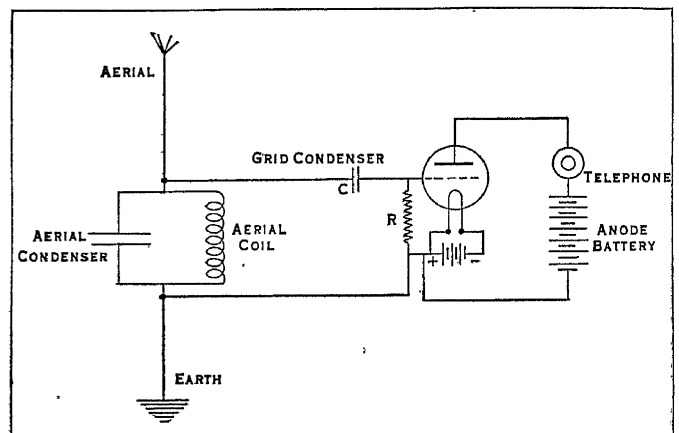 AERIAL
GRID CONDENSER
C
TELEPHONE
R
AERIAL
CONDENSER
AERIAL
COIL
ANODE
BATTERY
+
-
EARTH